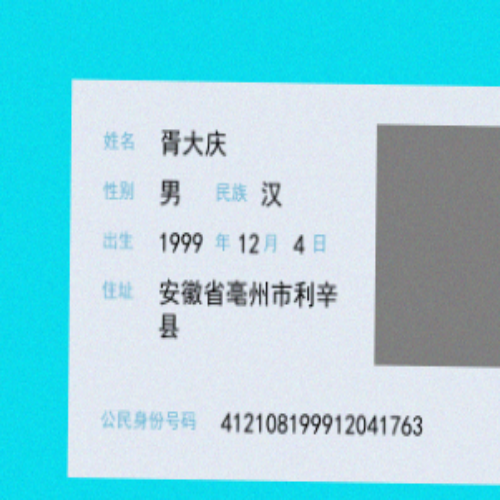 姓名 胥大庆
性别 男 民族 汉
出生 1999 年 12 月 4 日
住址 安徽省亳州市利辛
县
公民身份号码 412108199912041763